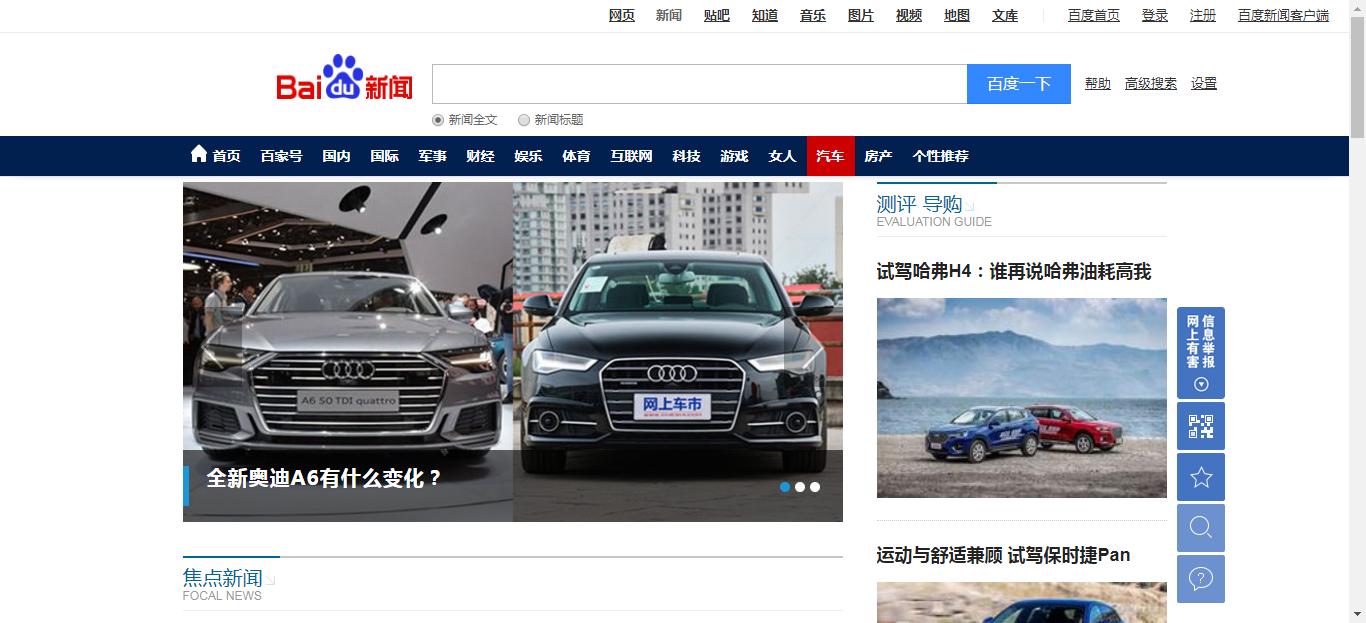 网页 新闻 贴吧 知道 音乐 图片 视频 地图 文库 百度首页 登录 注册 百度新闻客户端
Bai du 新闻 百度一下 帮助 高级搜索 设置
新闻全文 新闻标题
首页 百家号 国内 国际 军事 财经 娱乐 体育 互联网 科技 游戏 女人 汽车 房产 个性推荐
A6 50 TDI quattro
网上车市
全新奥迪A6有什么变化？
焦点新闻
FOCAL NEWS
测评 导购
EVALUATION GUIDE
试驾哈弗H4：谁再说哈弗油耗高我
运动与舒适兼顾 试驾保时捷Pan
网上有害
信息举报